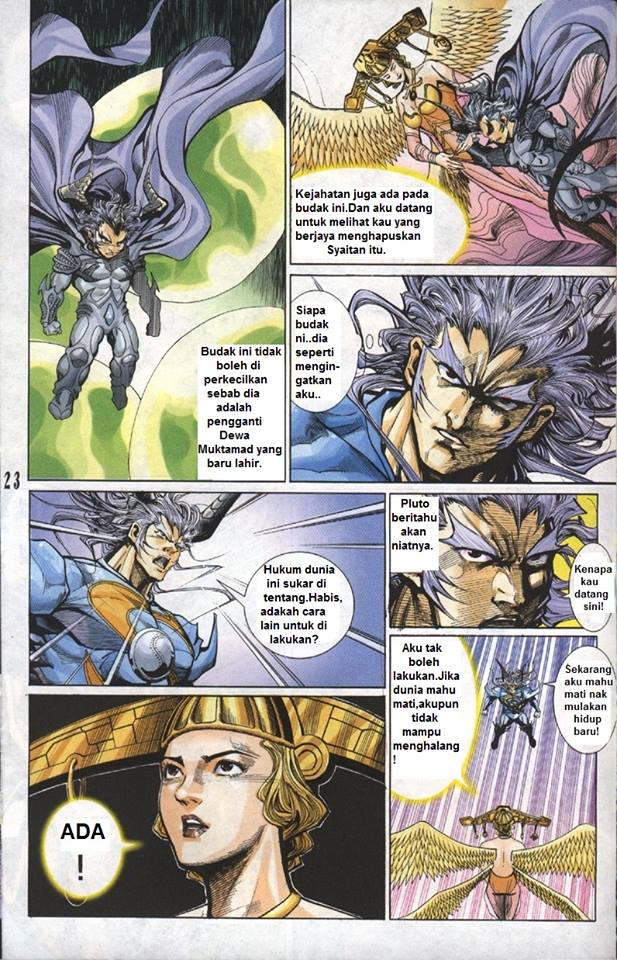 Budak ini tidak
boleh di
perkecilkan
sebab dia
adalah
pengganti
Dewa
Muktamad yang
baru lahir.
Kejahatan juga ada pada
budak ini.Dan aku datang
untuk melihat kau yang
berjaya menghapuskan
Syaitan itu.
Siapa
budak
ni..dia
seperti
mengin-
gatkan
aku..
23
Hukum dunia
ini sukar di
tentang.Habis,
adakah cara
lain untuk di
lakukan?
Pluto
beritahu
akan
niatnya.
Kenapa
kau
datang
sini!
ADA
!
Aku tak
boleh
lakukan.Jika
dunia mahu
mati,akupun
tidak
mampu
menghalang
!
Sekarang
aku mahu
mati nak
mulakan
hidup
baru!